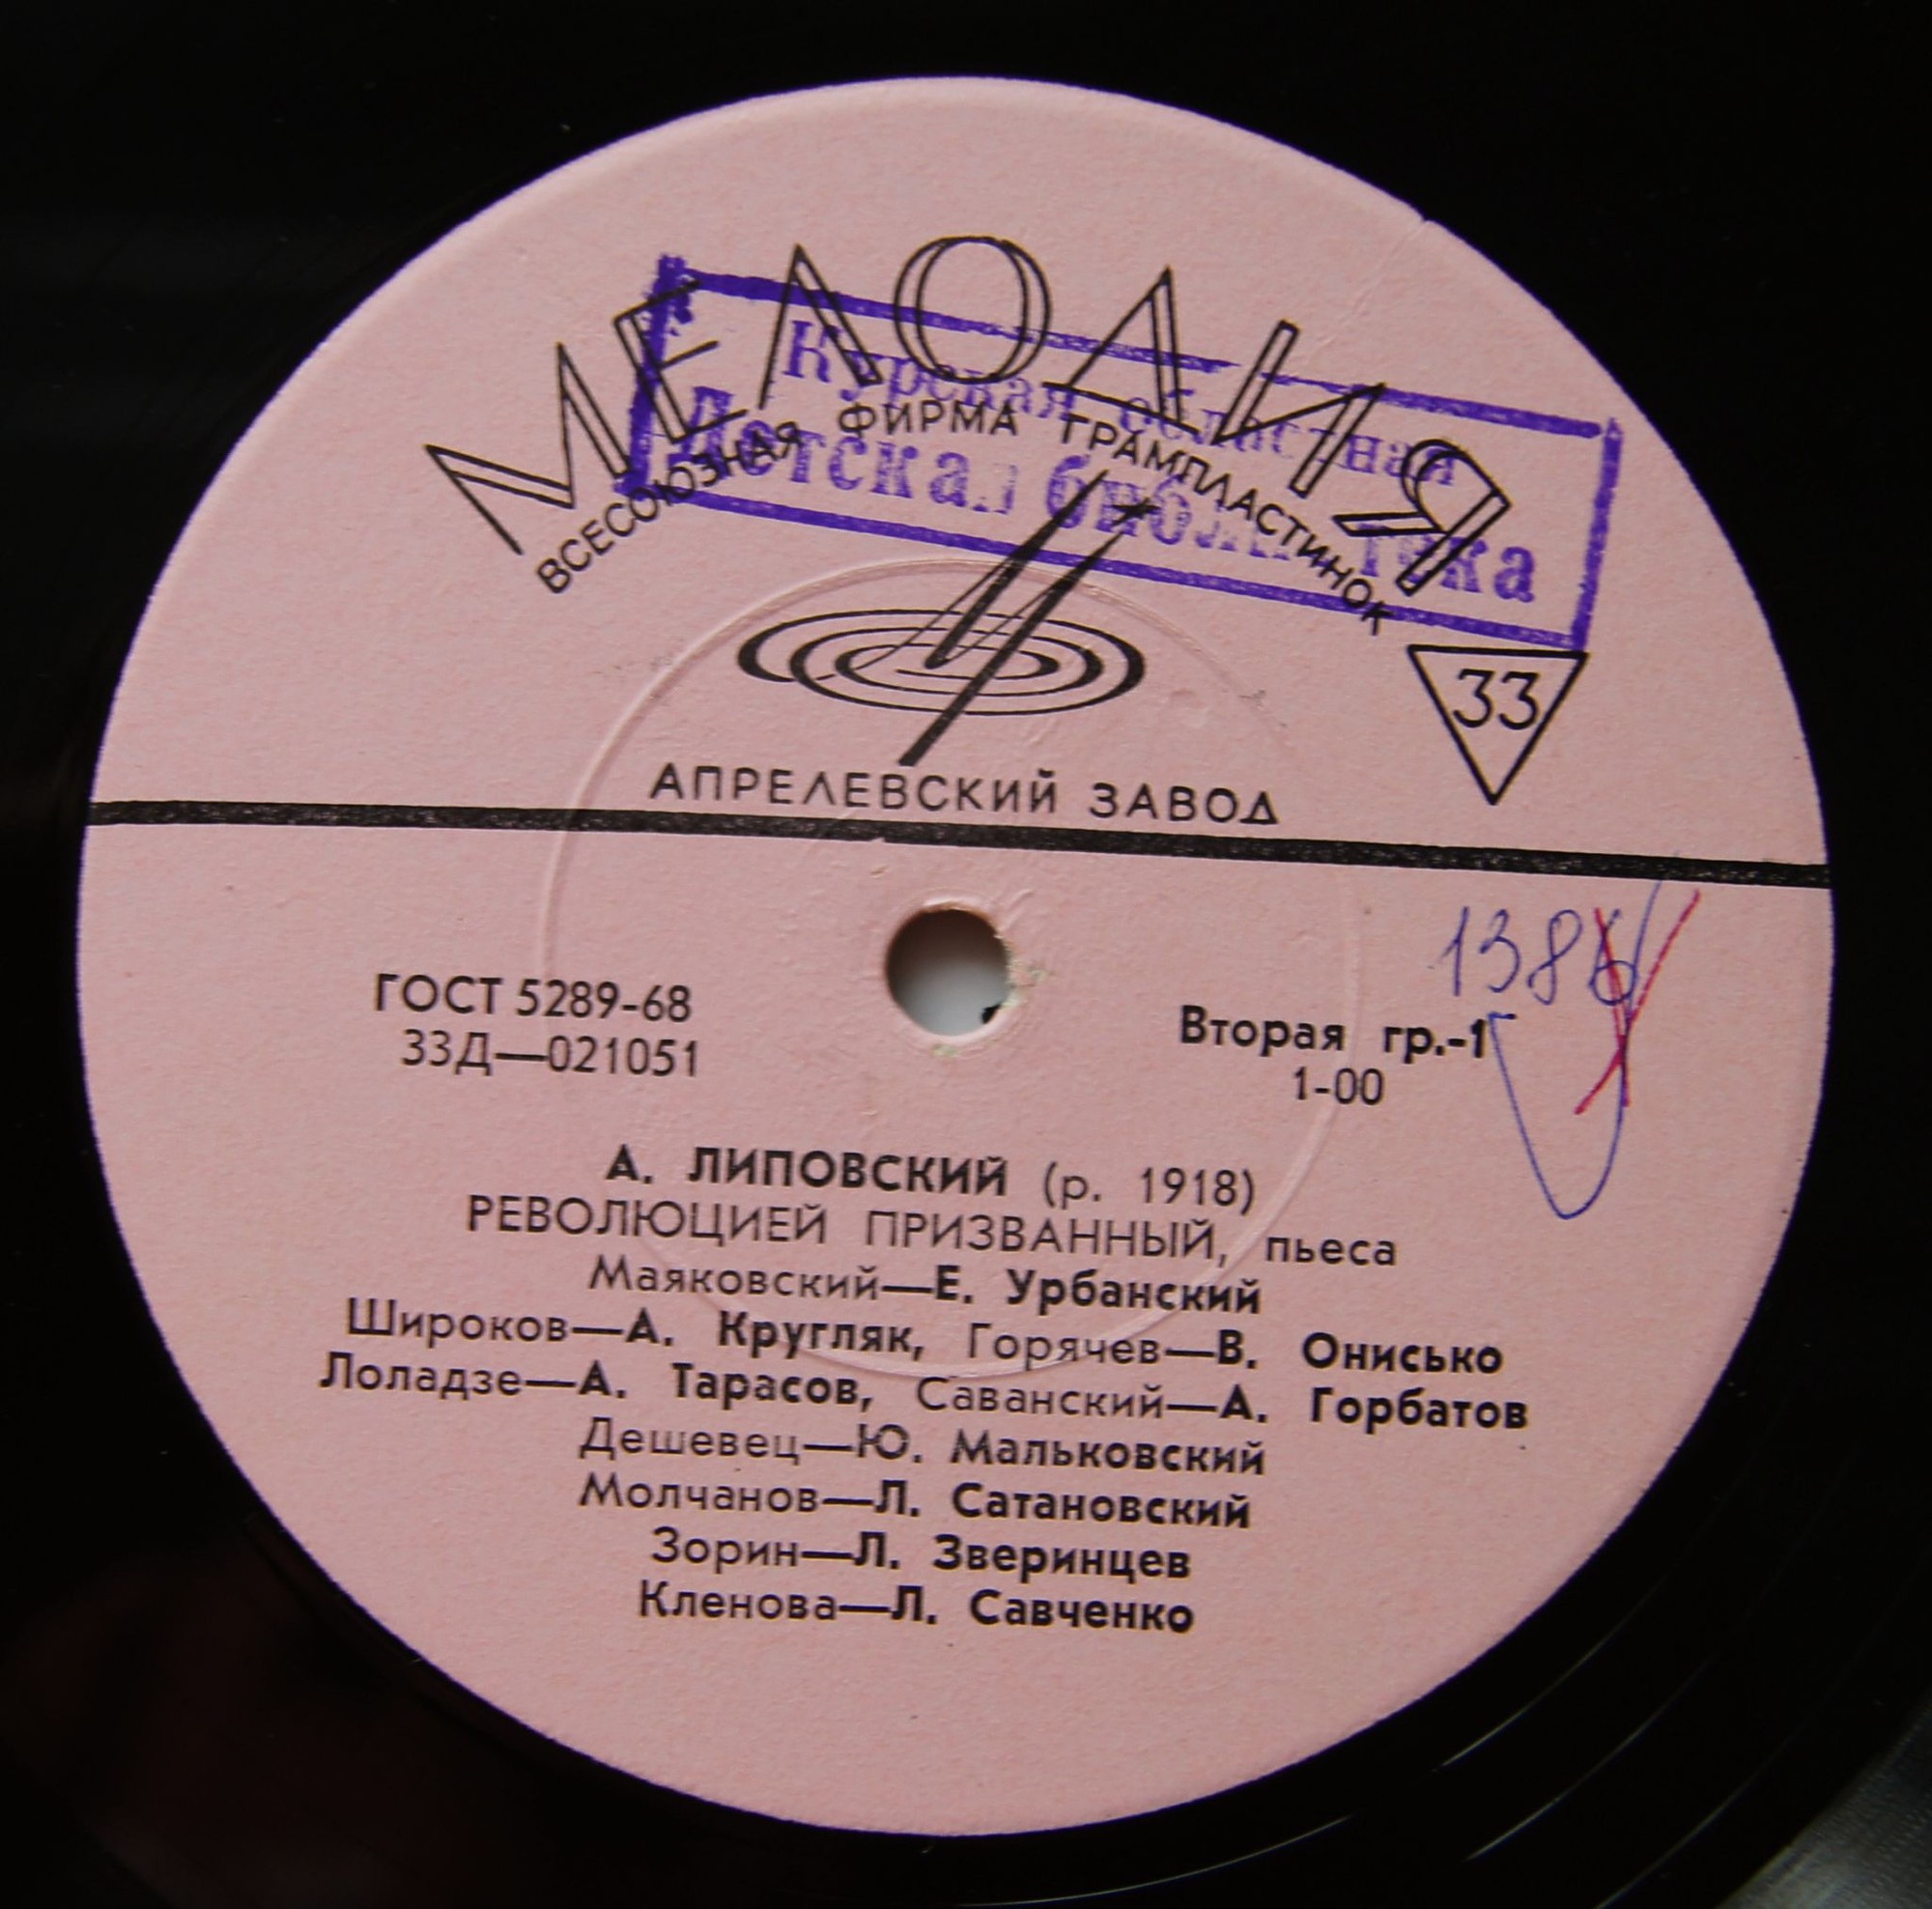 МЕЛОДИЯ
Курская областная
Детская библиотека
ВСЕСОЮЗНАЯ ФИРМА ГРАМПЛАСТИНОК
33
АПРЕЛЕВСКИЙ ЗАВОД
ГОСТ 5289-68
33Д—021051
Вторая гр.-1
1-00
А. ЛИПОВСКИЙ (р. 1918)
РЕВОЛЮЦИЕЙ ПРИЗВАННЫЙ, пьеса
Маяковский—Е. Урбанский
Широков—А. Кругляк, Горячев—В. Онисько
Лоладзе—А. Тарасов, Саванский—А. Горбатов
Дешевец—Ю. Мальковский
Молчанов—Л. Сатановский
Зорин—Л. Зверинцев
Кленова—Л. Савченко